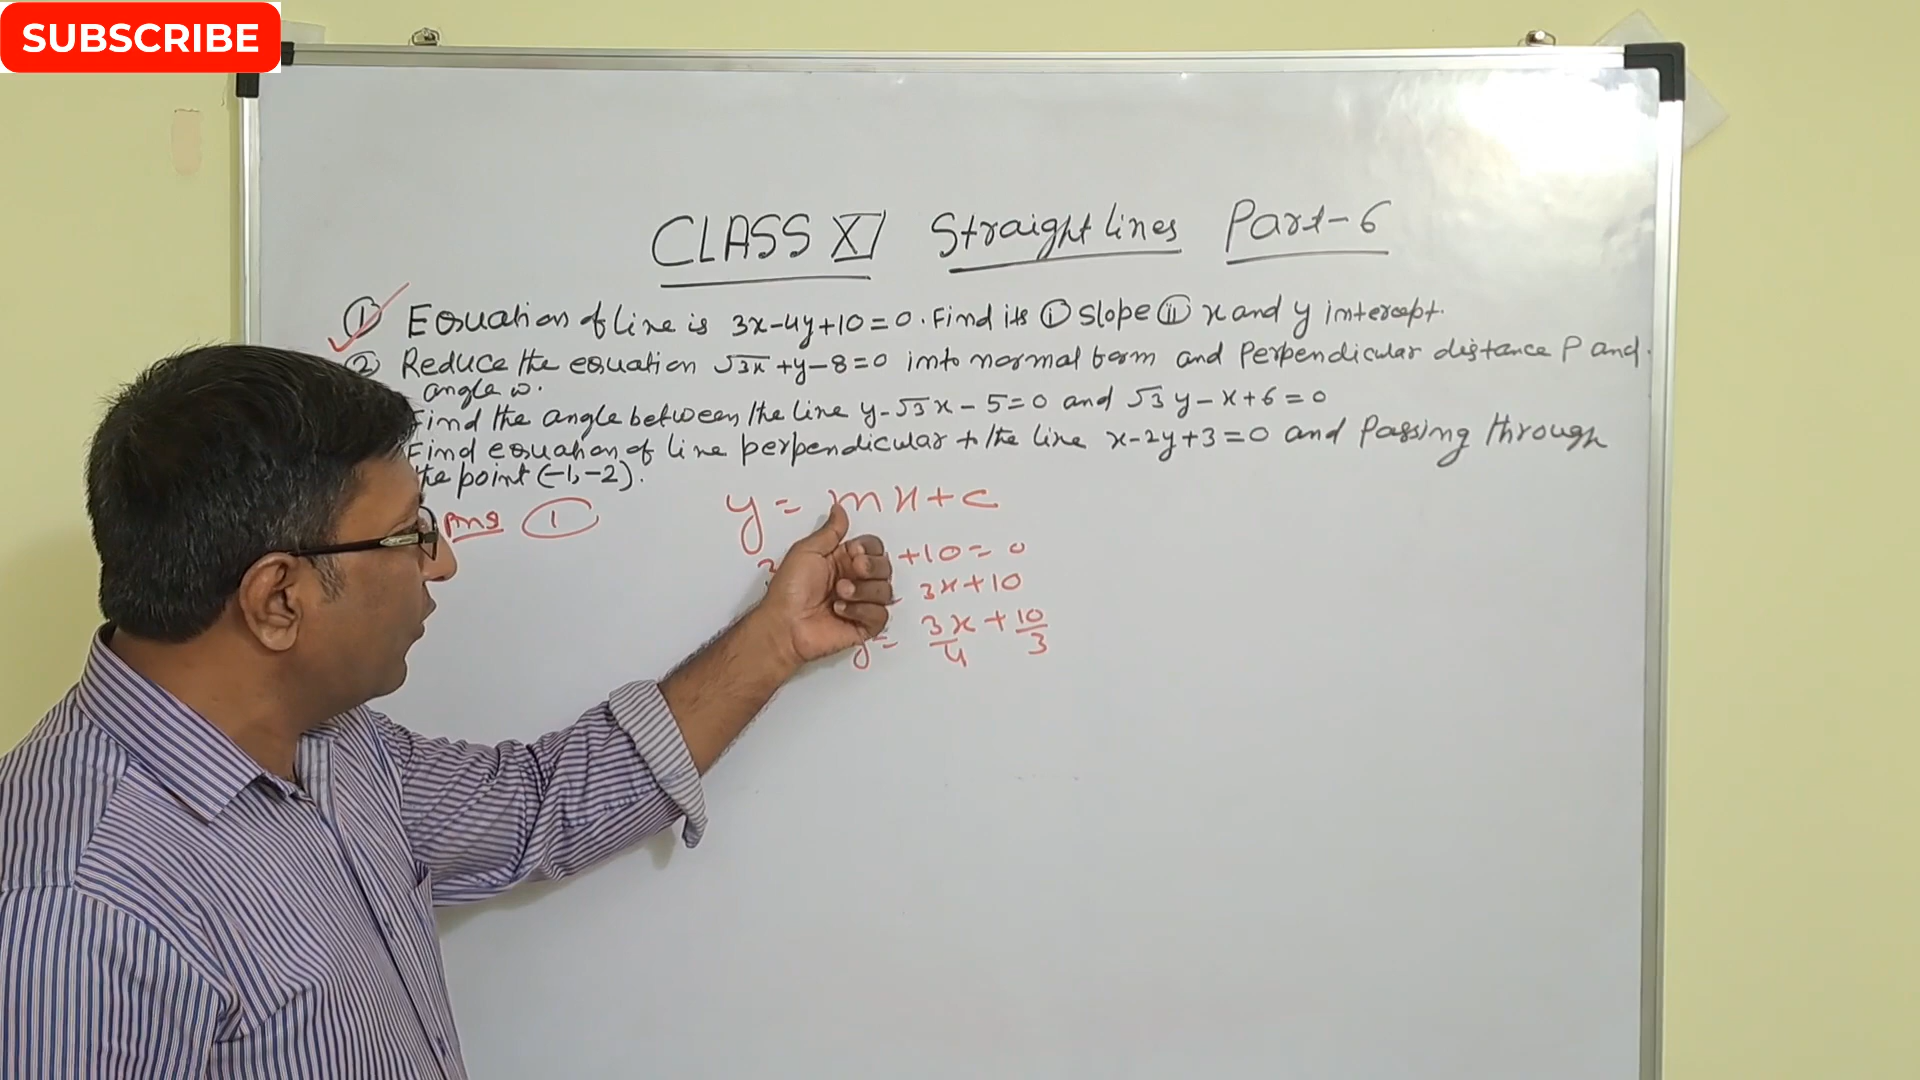 SUBSCRIBE
CLASS XI Straight lines Part-6
① Equation of line is 3x-4y+10=0. Find its ① slope ② x and y intercept.
② Reduce the equation √3x+y-8=0 into normal form and Perpendicular distance P and
angle ω.
Find the angle between the line y-√3x-5=0 and √3y-x+6=0
Find equation of line perpendicular to the line x-2y+3=0 and Passing through
the point (-1,-2).
Ans ① y = mx+c
3 +10=0
3x+10
y= 3x/4 + 10/3